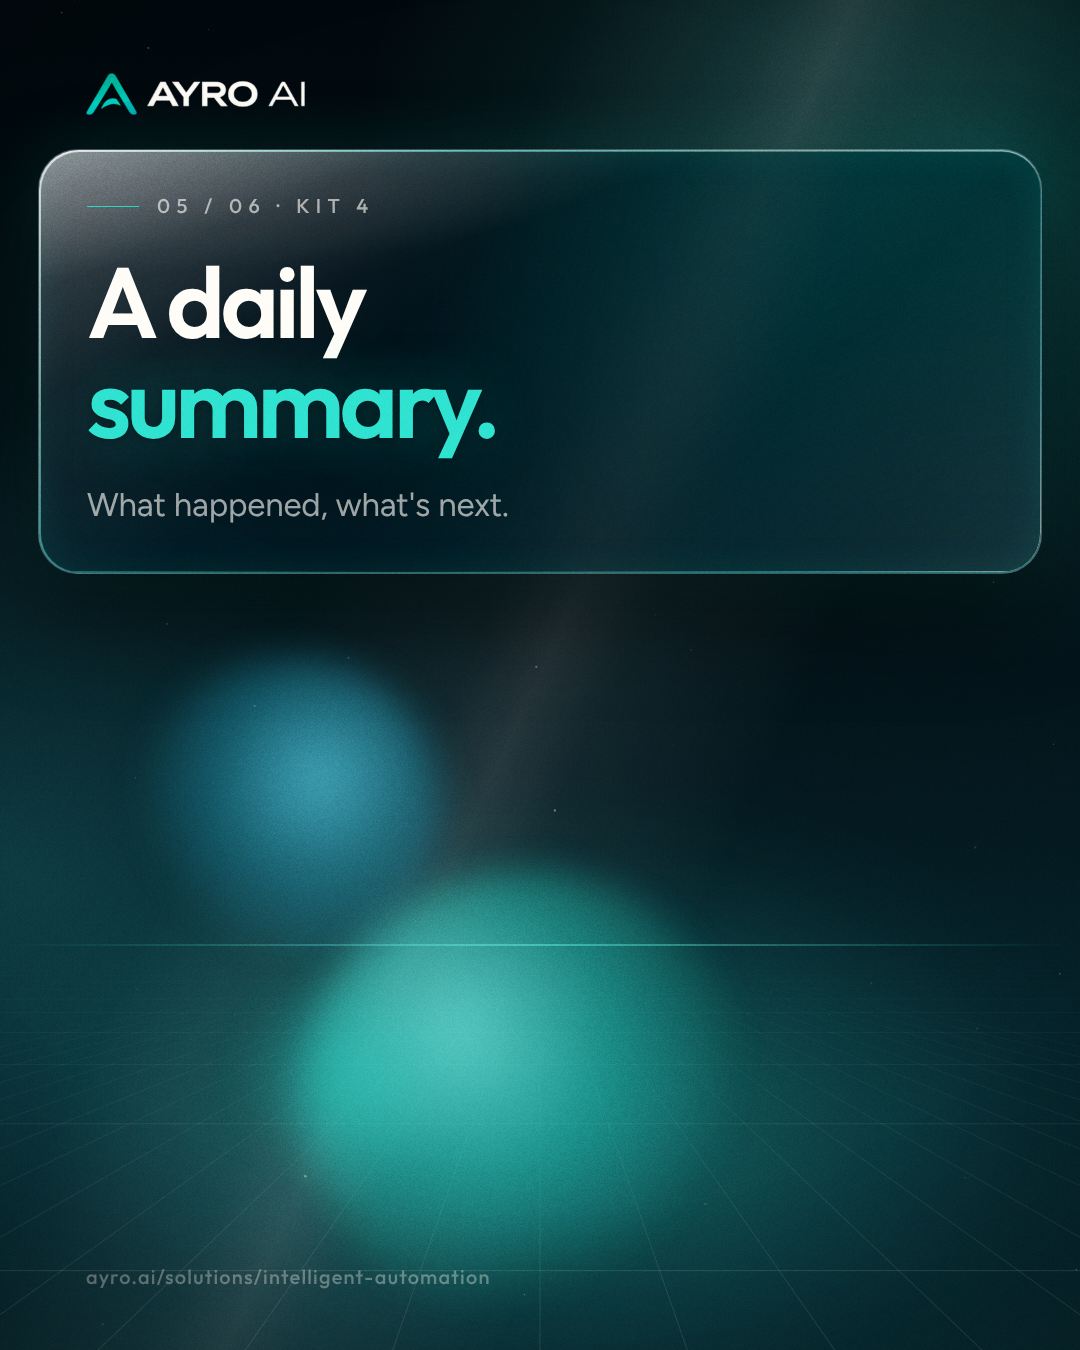 AYRO AI
05 / 06 · KIT 4
A daily
summary.
What happened, what's next.
ayro.ai/solutions/intelligent-automation